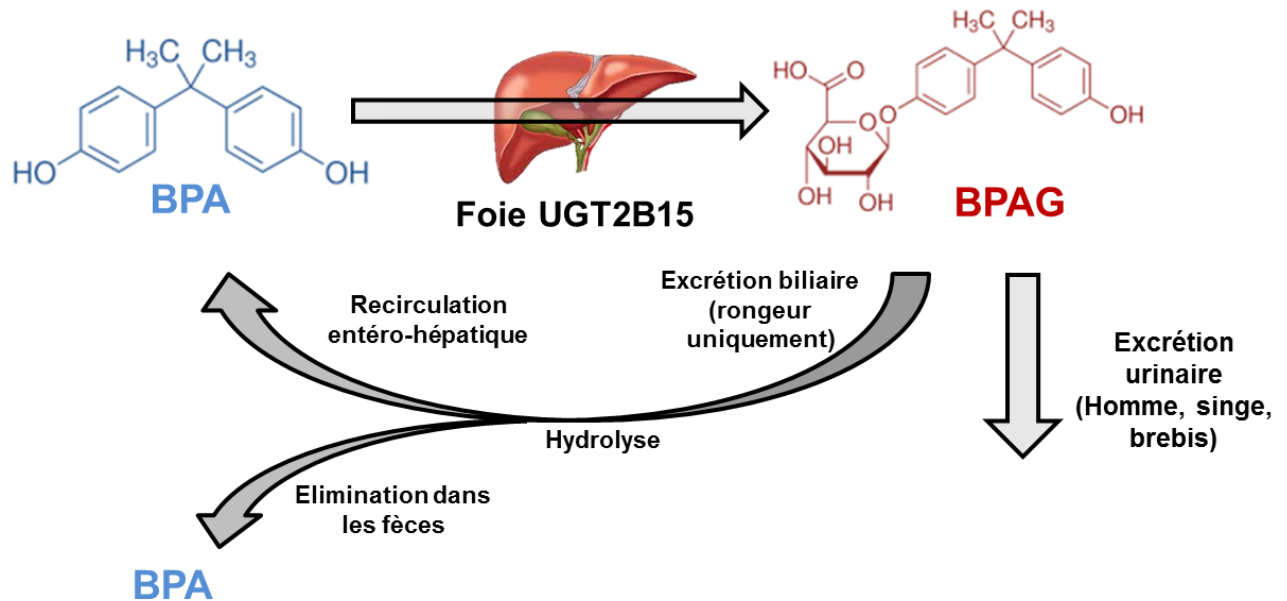 H₃C CH₃
HO
OH
BPA
Foie UGT2B15
H₃C CH₃
HO
O
O
O
OH
OH
OH
OH
BPAG
Recirculation
entéro-hépatique
Excrétion biliaire
(rongeur
uniquement)
Excrétion
urinaire
(Homme, singe,
brebis)
Hydrolyse
Elimination dans
les fèces
BPA